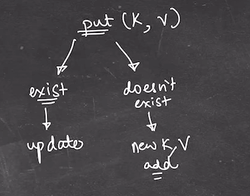 put (K, V)
exist
doesn't
exist
update
new K, V
add